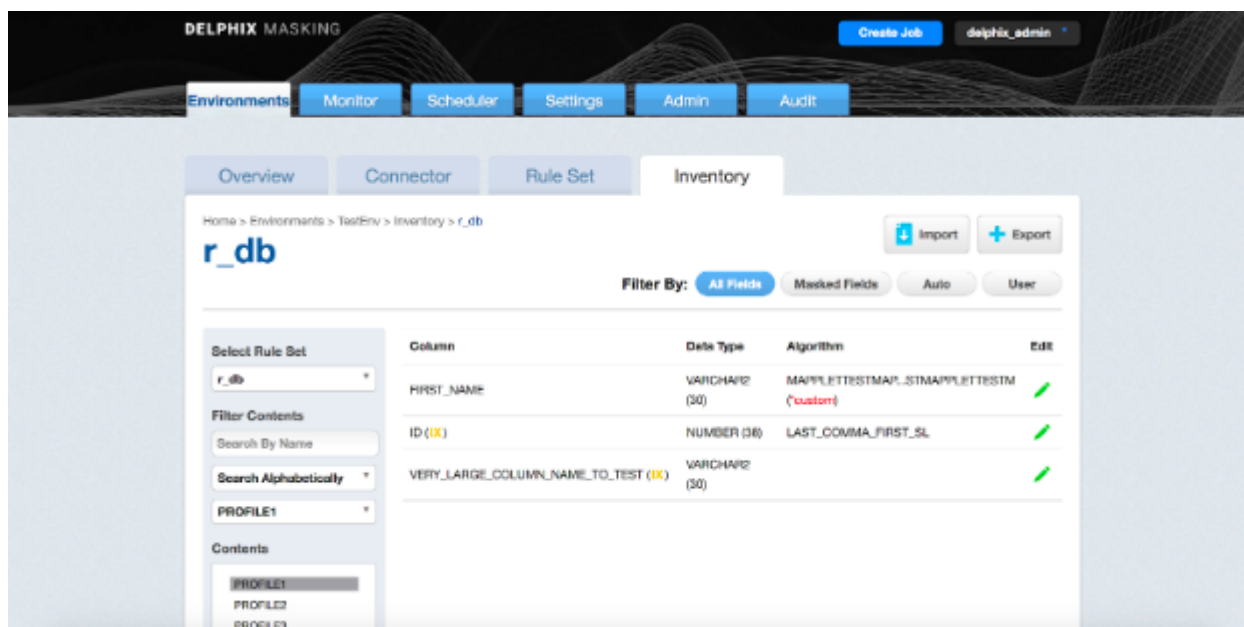 DELPHIX MASKING
Create Job
delphix_admin
Environments
Monitor
Scheduler
Settings
Admin
Audit
Overview
Connector
Rule Set
Inventory
Home > Environments > TestEnv > Inventory > r_db
r_db
Import
Export
Filter By:
All Fields
Masked Fields
Auto
User
Select Rule Set
r_db
Filter Contents
Search By Name
Search Alphabetically
PROFILE1
Contents
PROFILE1
PROFILE2
PROFILE3
Column
Data Type
Algorithm
Edit
FIRST_NAME
VARCHAR2
(30)
MAPPLETTESTMAP...STMAPPLETTESTM
(*custom)
ID (IX)
NUMBER (38)
LAST_COMMA_FIRST_SL
VERY_LARGE_COLUMN_NAME_TO_TEST (IX)
VARCHAR2
(30)